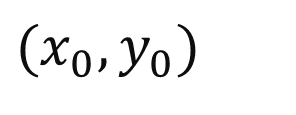 (x₀, y₀)